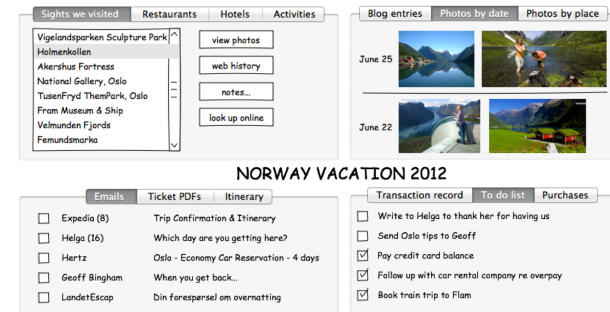 Sights we visited Restaurants Hotels Activities
Vigelandsparken Sculpture Park
Holmenkollen
Akershus Fortress
National Gallery, Oslo
TusenFryd ThemPark, Oslo
Fram Museum & Ship
Velmunden Fjords
Femundsmarka
view photos
web history
notes...
look up online
Blog entries Photos by date Photos by place
June 25
June 22
NORWAY VACATION 2012
Emails Ticket PDFs Itinerary
Expedia (8) Trip Confirmation & Itinerary
Helga (16) Which day are you getting here?
Hertz Oslo - Economy Car Reservation - 4 days
Geoff Bingham When you get back...
LandetEscap Din forespørsel om overnatting
Transaction record To do list Purchases
Write to Helga to thank her for having us
Send Oslo tips to Geoff
Pay credit card balance
Follow up with car rental company re overpay
Book train trip to Flam